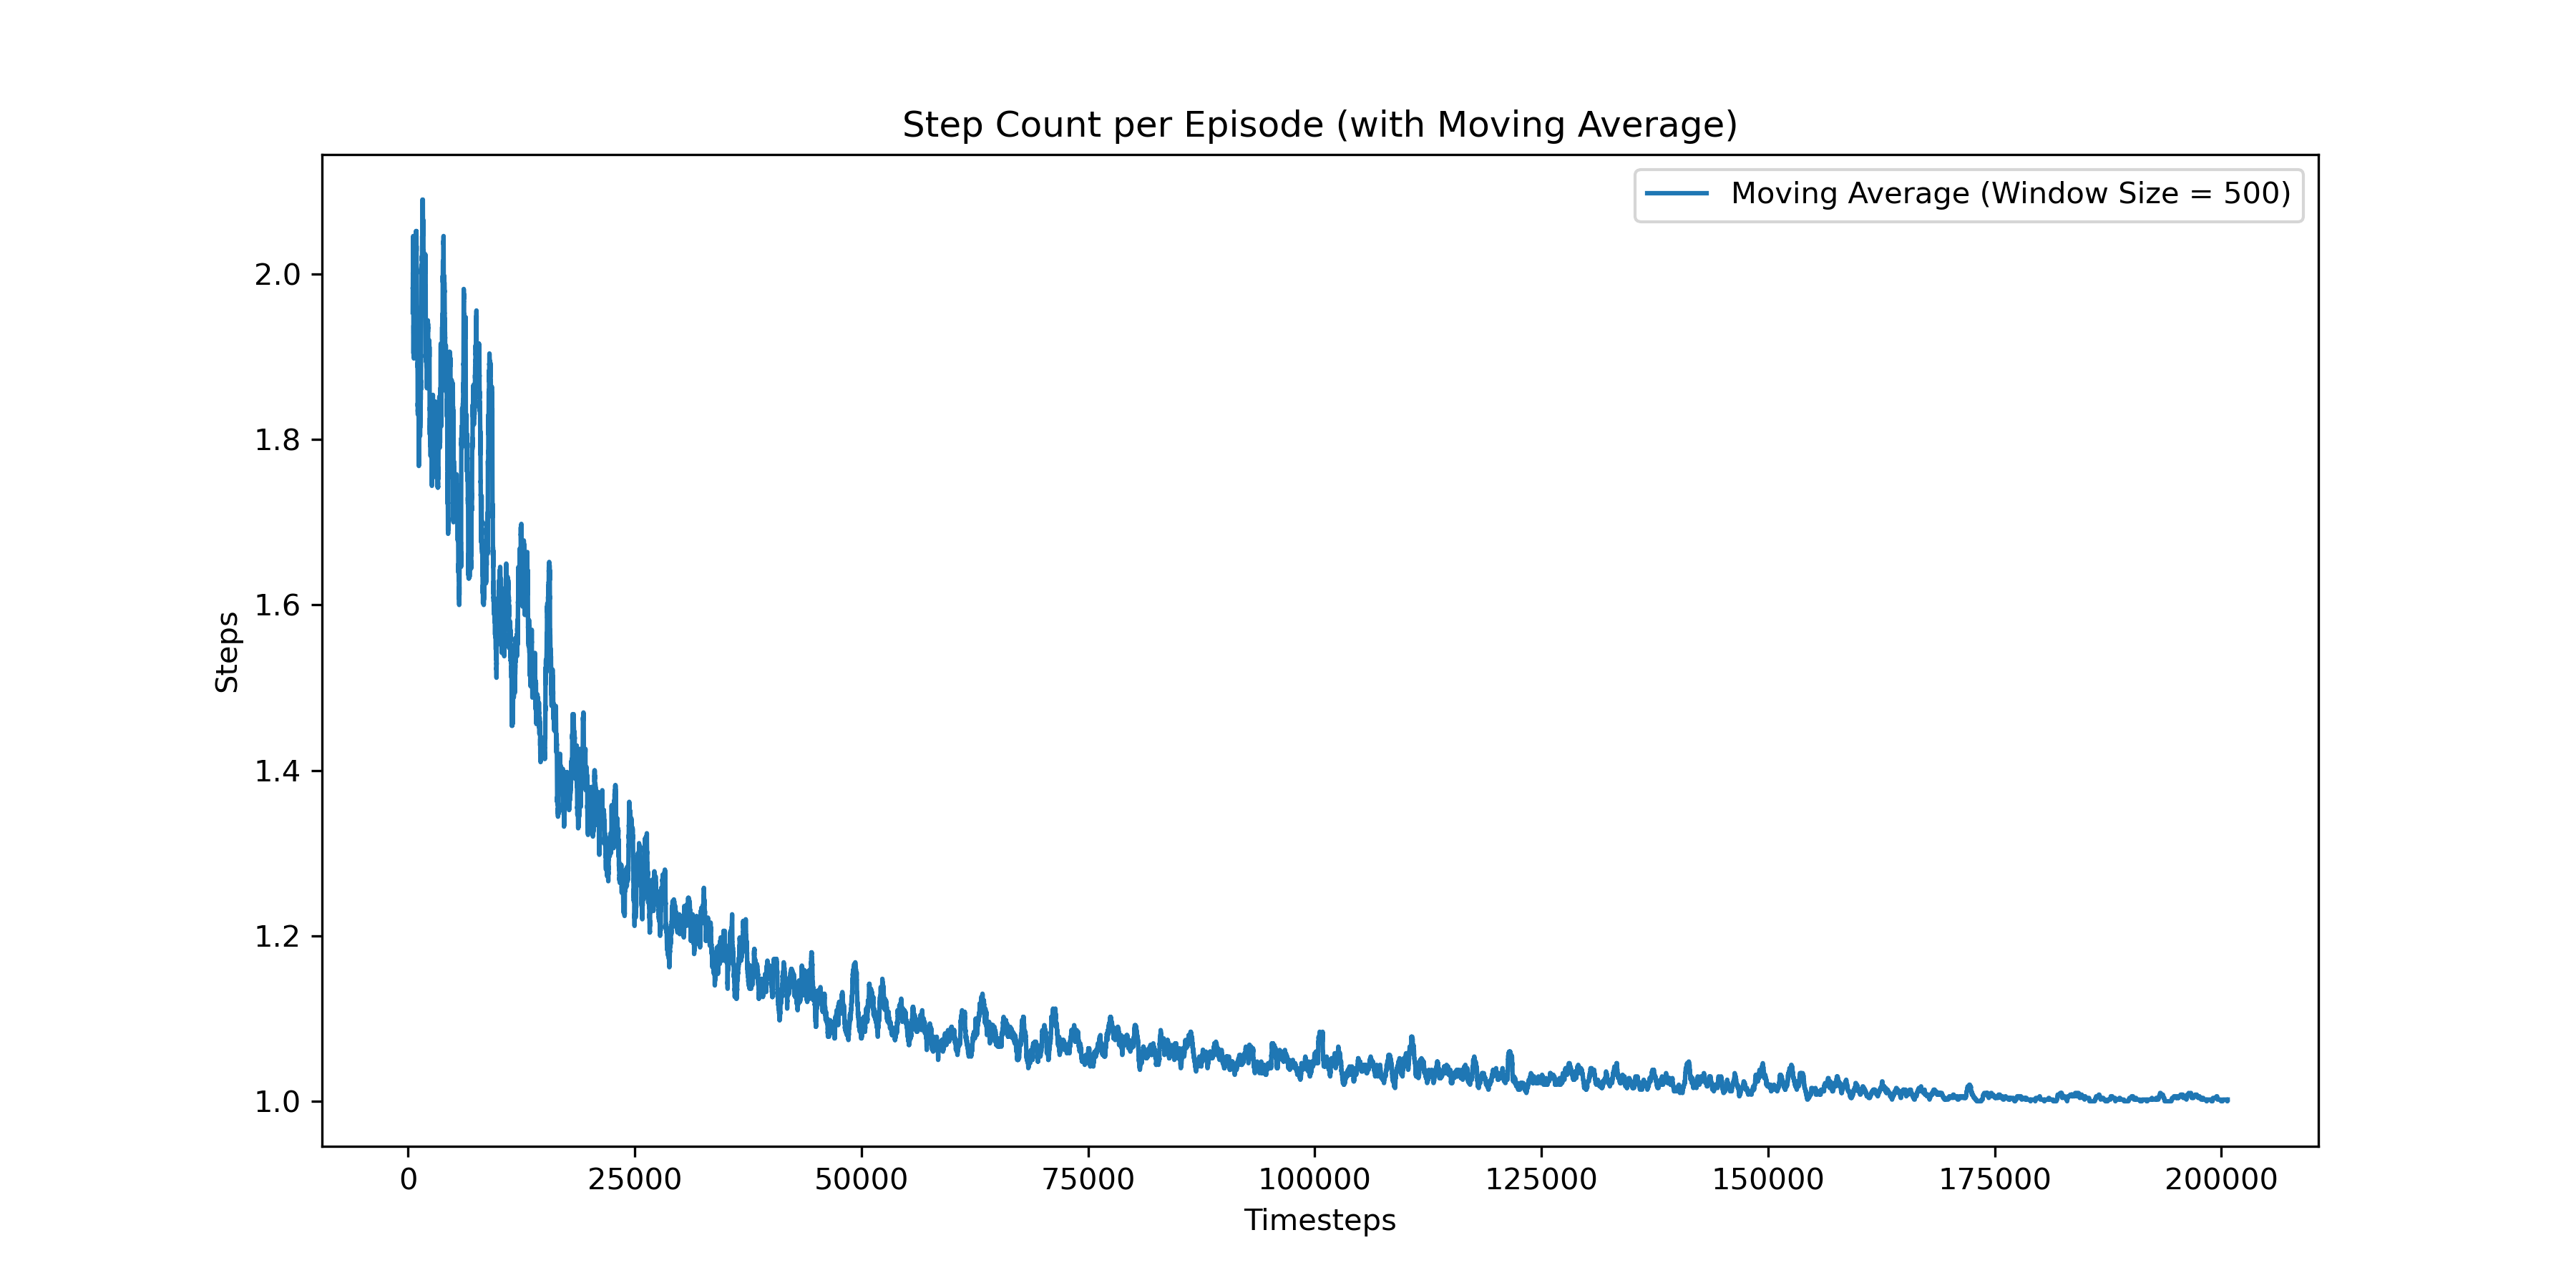 Step Count per Episode (with Moving Average)
Moving Average (Window Size = 500)
2.0
1.8
1.6
1.4
1.2
1.0
Steps
0 25000 50000 75000 100000 125000 150000 175000 200000
Timesteps